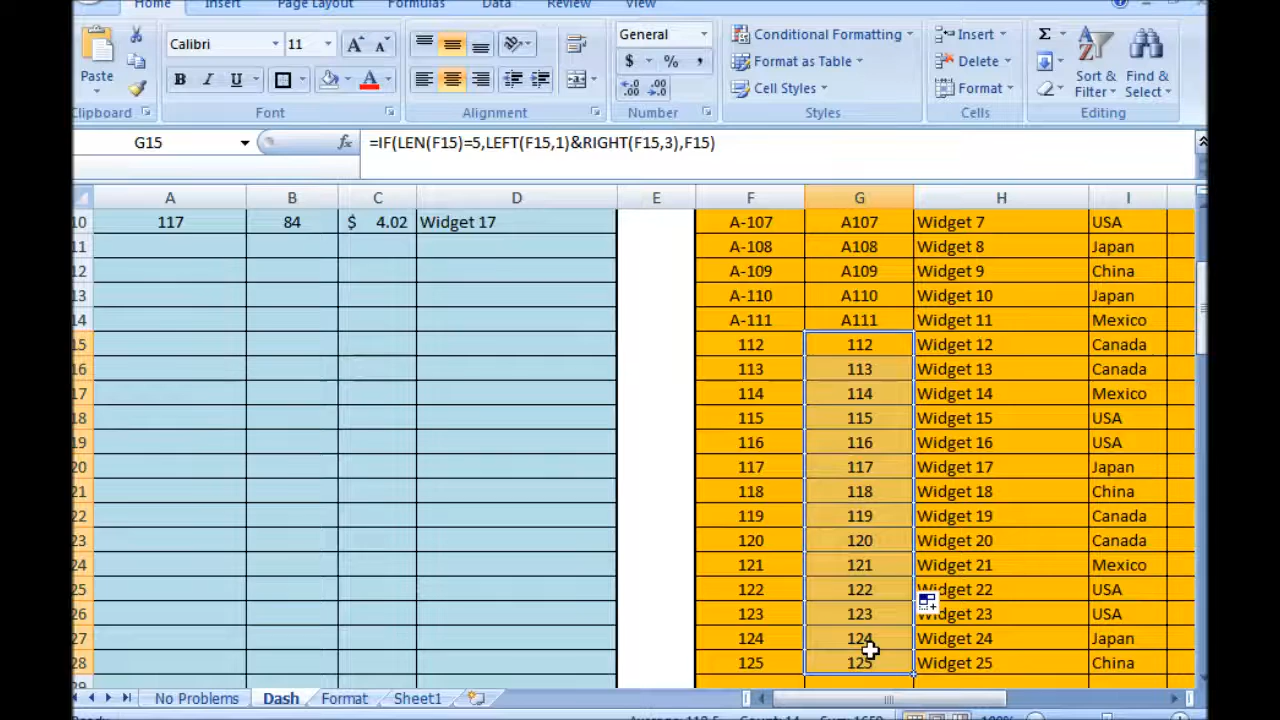 Home Insert Page Layout Formulas Data Review View
Calibri 11 General Conditional Formatting Insert Σ
Paste $ % , Format as Table Delete Sort & Find &
B I U A Cell Styles Format Filter Select
Clipboard Font Alignment Number Styles Cells Editing
G15 fx =IF(LEN(F15)=5,LEFT(F15,1)&RIGHT(F15,3),F15)
A B C D E F G H I
10 117 84 $ 4.02 Widget 17 A-107 A107 Widget 7 USA
11 A-108 A108 Widget 8 Japan
12 A-109 A109 Widget 9 China
13 A-110 A110 Widget 10 Japan
14 A-111 A111 Widget 11 Mexico
15 112 112 Widget 12 Canada
16 113 113 Widget 13 Canada
17 114 114 Widget 14 Mexico
18 115 115 Widget 15 USA
19 116 116 Widget 16 USA
20 117 117 Widget 17 Japan
21 118 118 Widget 18 China
22 119 119 Widget 19 Canada
23 120 120 Widget 20 Canada
24 121 121 Widget 21 Mexico
25 122 122 Widget 22 USA
26 123 123 Widget 23 USA
27 124 124 Widget 24 Japan
28 125 125 Widget 25 China
29
No Problems Dash Format Sheet1